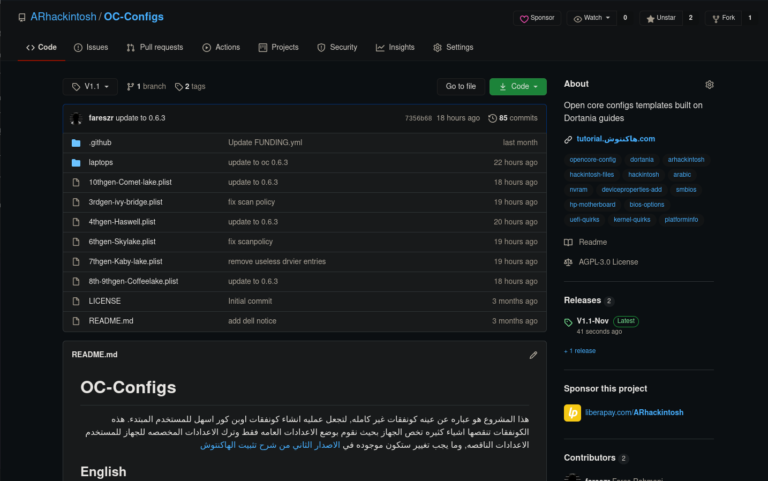 ARhackintosh / OC-Configs
Sponsor Watch 0 Unstar 2 Fork 1
Code Issues Pull requests Actions Projects Security Insights Settings
V1.1 1 branch 2 tags Go to file Code
fareszr update to 0.6.3 7356b68 18 hours ago 85 commits
.github Update FUNDING.yml last month
laptops update to oc 0.6.3 22 hours ago
10thgen-Comet-lake.plist update to 0.6.3 18 hours ago
3rdgen-ivy-bridge.plist fix scan policy 19 hours ago
4thgen-Haswell.plist update to 0.6.3 20 hours ago
6thgen-Skylake.plist fix scanpolicy 19 hours ago
7thgen-Kaby-lake.plist remove useless drvier entries 19 hours ago
8th-9thgen-Coffeelake.plist update to 0.6.3 18 hours ago
LICENSE Initial commit 3 months ago
README.md add dell notice 3 months ago
README.md
OC-Configs
هذا المشروع هو عباره عن عينه كونفقات غير كامله, لتجعل عمليه انشاء كونفقات اوبن كور اسهل للمستخدم المبتدء. هذه
الكونفقات تنقصها اشياء كثيره تخص الجهاز بحيث نقوم بوضع الاعدادات العامه فقط وترك الاعدادات المخصصه للجهاز للمستخدم
الاعدادات الناقصه, وما يجب تغيير ستكون موجوده في الاصدار الثاني من شرح تثبيت الهاكنتوش
English
About
Open core configs templates built on
Dortania guides
tutorial.هاكنتوش.com
opencore-config dortania arhackintosh
hackintosh-files hackintosh arabic
nvram deviceproperties-add smbios
hp-motherboard bios-options
uefi-quirks kernel-quirks platforminfo
Readme
AGPL-3.0 License
Releases 2
V1.1-Nov Latest
41 seconds ago
+ 1 release
Sponsor this project
lp liberapay.com/ARhackintosh
Contributors 2